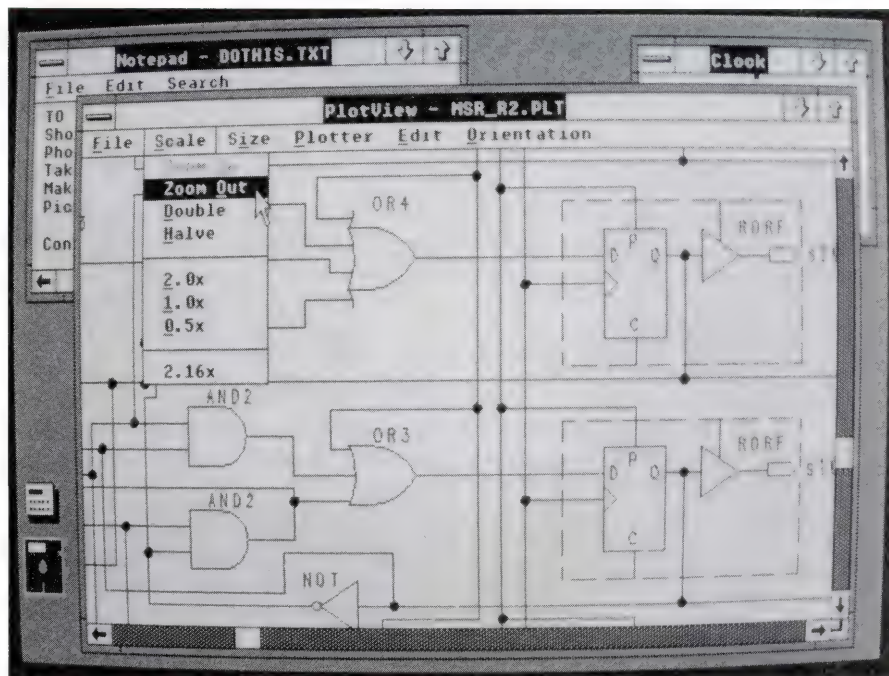 Notepad - DOTHIS.TXT
File Edit Search
TO
Sho
Pho
Tak
Mak
Pic
Con
Clock
PlotView - MSR_R2.PLT
File Scale Size Plotter Edit Orientation
Zoom Out
Double
Halve
2.0x
1.0x
0.5x
2.16x
OR4
D P Q
C
RORF
AND2
OR3
D P Q
C
RORF
AND2
NOT